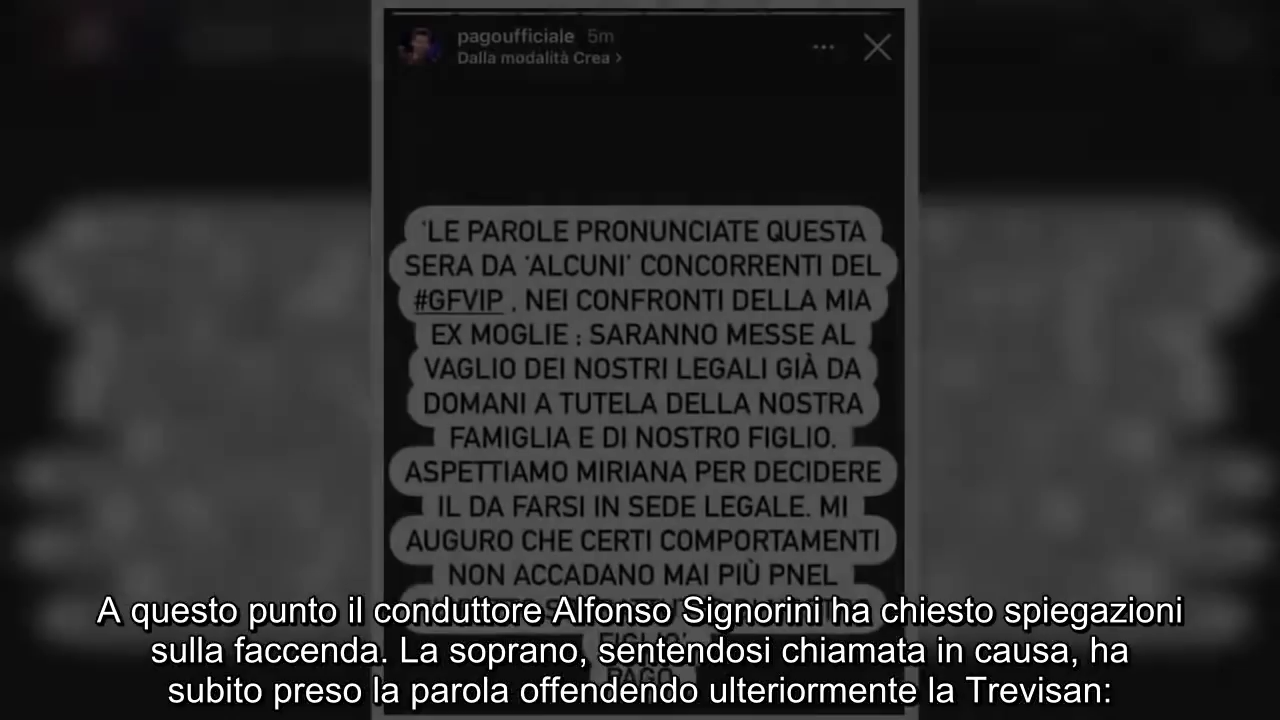 pagoufficiale 5m
Dalla modalità Crea >
'LE PAROLE PRONUNCIATE QUESTA
SERA DA 'ALCUNI' CONCORRENTI DEL
#GFVIP , NEI CONFRONTI DELLA MIA
EX MOGLIE : SARANNO MESSE AL
VAGLIO DEI NOSTRI LEGALI GIÀ DA
DOMANI A TUTELA DELLA NOSTRA
FAMIGLIA E DI NOSTRO FIGLIO.
ASPETTIAMO MIRIANA PER DECIDERE
IL DA FARSI IN SEDE LEGALE. MI
AUGURO CHE CERTI COMPORTAMENTI
NON ACCADANO MAI PIÙ PNEL
A questo punto il conduttore Alfonso Signorini ha chiesto spiegazioni
sulla faccenda. La soprano, sentendosi chiamata in causa, ha
subito preso la parola offendendo ulteriormente la Trevisan:
PAGO